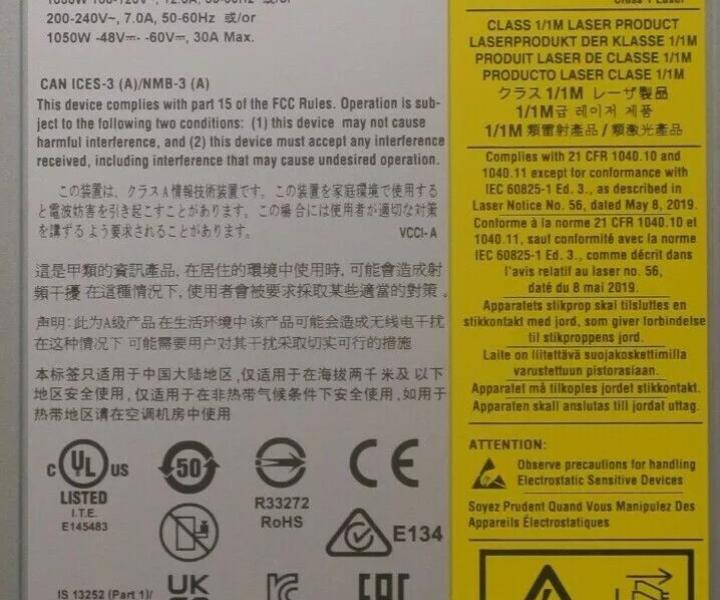 200-240V~, 7.0A, 50-60Hz 或/or
1050W -48V⎓- -60V⎓, 30A Max.
CAN ICES-3 (A)/NMB-3 (A)
This device complies with part 15 of the FCC Rules. Operation is sub-
ject to the following two conditions: (1) this device may not cause
harmful interference, and (2) this device must accept any interference
received, including interference that may cause undesired operation.
この装置は、クラスA情報技術装置です。この装置を家庭環境で使用する
と電波妨害を引き起こすことがあります。この場合には使用者が適切な対策
を講ずるよう要求されることがあります。 VCCI-A
這是甲類的資訊產品, 在居住的環境中使用時, 可能會造成射
頻干擾 在這種情況下, 使用者會被要求採取某些適當的對策。
声明: 此为A级产品 在生活环境中 该产品可能会造成无线电干扰
在这种情况下 可能需要用户对其干扰采取切实可行的措施
本标签只适用于中国大陆地区, 仅适用于在海拔两千米及以下
地区安全使用, 仅适用于在非热带气候条件下安全使用, 如用于
热带地区请在空调机房中使用
c UL US
LISTED
I.T.E.
E145483
50
R33272
RoHS
CE
E134
IS 13252 (Part 1)/
UK
EAC
Class 1 Laser
CLASS 1/1M LASER PRODUCT
LASERPRODUKT DER KLASSE 1/1M
PRODUIT LASER DE CLASSE 1/1M
PRODUCTO LASER CLASE 1/1M
クラス 1/1M レーザ製品
1/1M급 레이저 제품
1/1M 類雷射產品 / 類激光產品
Complies with 21 CFR 1040.10 and
1040.11 except for conformance with
IEC 60825-1 Ed. 3., as described in
Laser Notice No. 56, dated May 8, 2019.
Conforme à la norme 21 CFR 1040.10 et
1040.11, sauf conformité avec la norme
IEC 60825-1 Ed. 3., comme décrit dans
l'avis relatif au laser no. 56,
daté du 8 mai 2019.
Apparatets stikprop skal tilsluttes en
stikkontakt med jord, som giver forbindelse
til stikproppens jord.
Laite on liitettävä suojakoskettimilla
varustettuun pistorasiaan.
Apparatet må tilkoples jordet stikkontakt.
Apparaten skall anslutas till jordat uttag.
ATTENTION:
Observe precautions for handling
Electrostatic Sensitive Devices
Soyez Prudent Quand Vous Manipulez Des
Appareils Électrostatiques